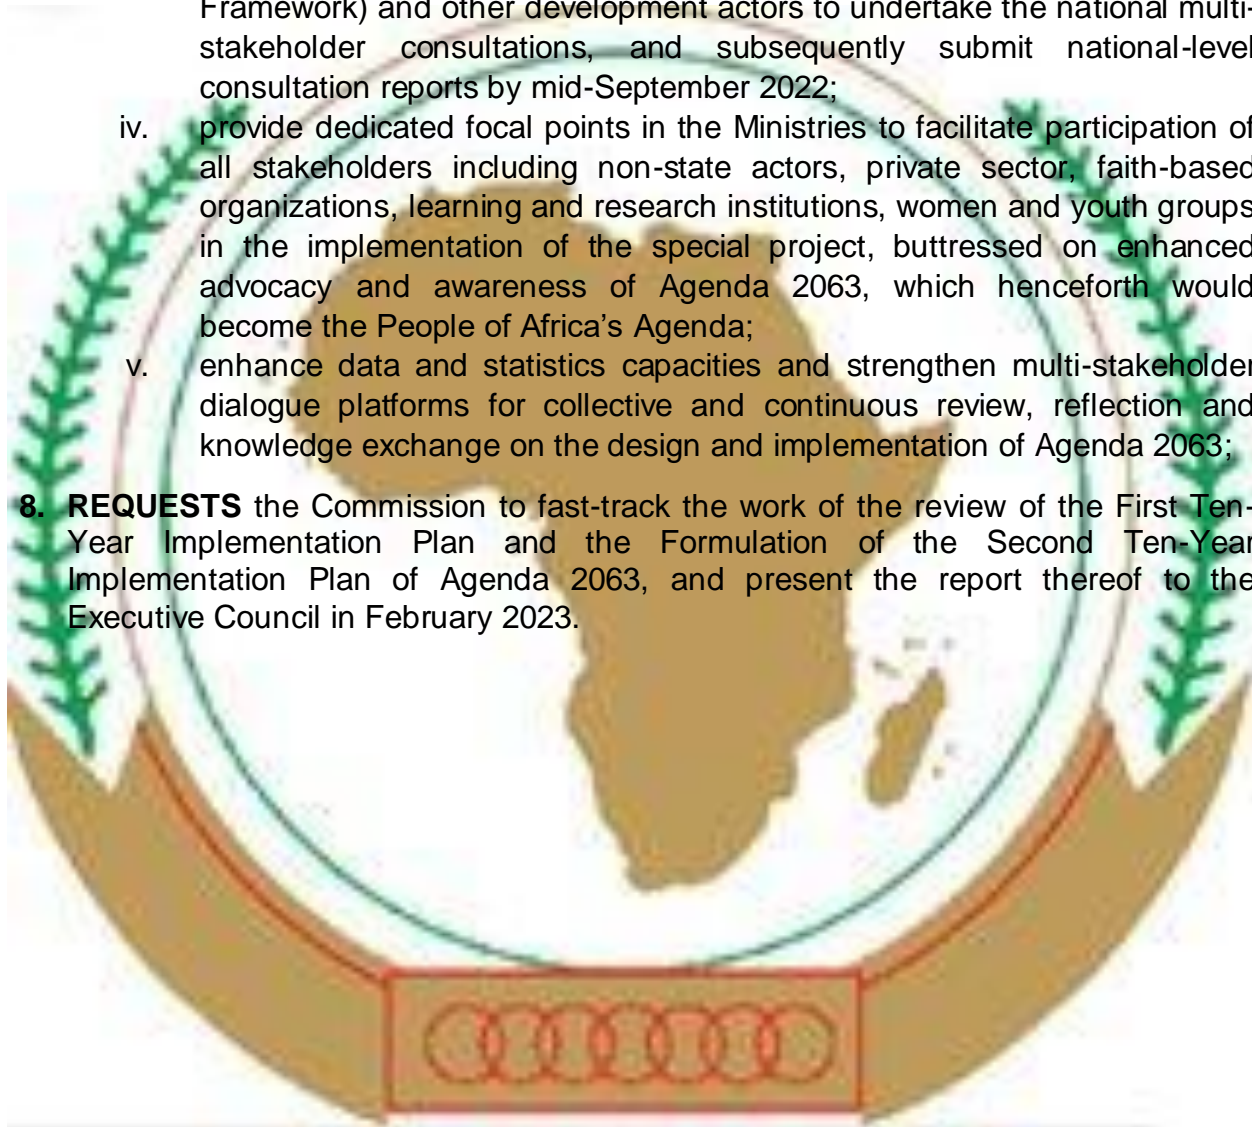 Framework) and other development actors to undertake the national multi-
stakeholder consultations, and subsequently submit national-level
consultation reports by mid-September 2022;
iv. provide dedicated focal points in the Ministries to facilitate participation of
all stakeholders including non-state actors, private sector, faith-based
organizations, learning and research institutions, women and youth groups
in the implementation of the special project, buttressed on enhanced
advocacy and awareness of Agenda 2063, which henceforth would
become the People of Africa’s Agenda;
v. enhance data and statistics capacities and strengthen multi-stakeholder
dialogue platforms for collective and continuous review, reflection and
knowledge exchange on the design and implementation of Agenda 2063;
8. REQUESTS the Commission to fast-track the work of the review of the First Ten-
Year Implementation Plan and the Formulation of the Second Ten-Year
Implementation Plan of Agenda 2063, and present the report thereof to the
Executive Council in February 2023.